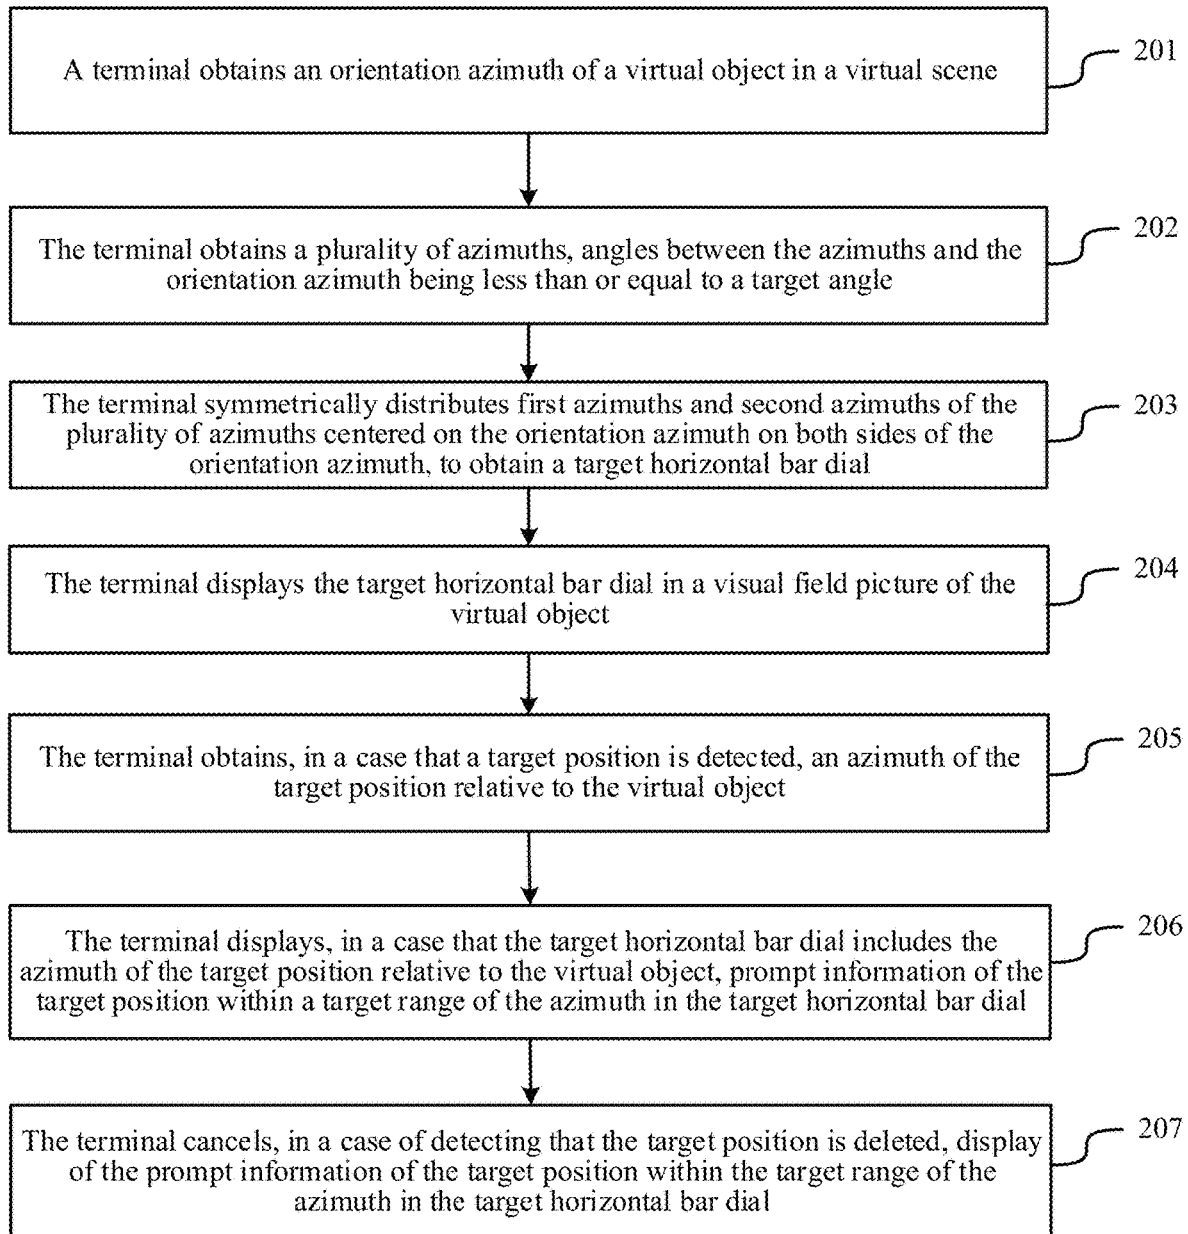 A terminal obtains an orientation azimuth of a virtual object in a virtual scene
201
The terminal obtains a plurality of azimuths, angles between the azimuths and the
orientation azimuth being less than or equal to a target angle
202
The terminal symmetrically distributes first azimuths and second azimuths of the
plurality of azimuths centered on the orientation azimuth on both sides of the
orientation azimuth, to obtain a target horizontal bar dial
203
The terminal displays the target horizontal bar dial in a visual field picture of the
virtual object
204
The terminal obtains, in a case that a target position is detected, an azimuth of the
target position relative to the virtual object
205
The terminal displays, in a case that the target horizontal bar dial includes the
azimuth of the target position relative to the virtual object, prompt information of the
target position within a target range of the azimuth in the target horizontal bar dial
206
The terminal cancels, in a case of detecting that the target position is deleted, display
of the prompt information of the target position within the target range of the
azimuth in the target horizontal bar dial
207